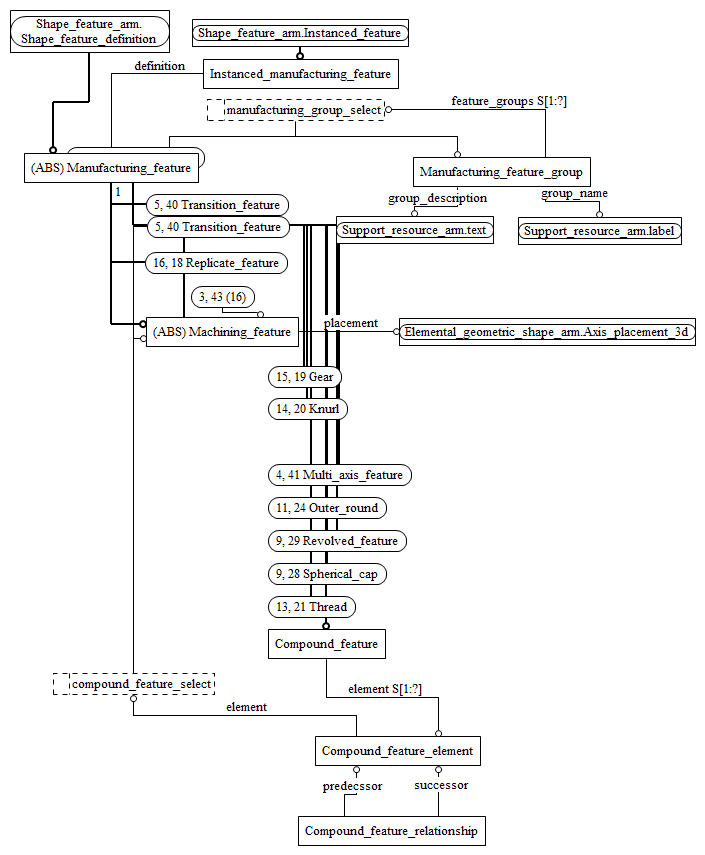 Shape_feature_arm.
Shape_feature_definition
Shape_feature_arm.Instanced_feature
definition
Instanced_manufacturing_feature
manufacturing_group_select
feature_groups S[1:?]
(ABS) Manufacturing_feature
Manufacturing_feature_group
1
group_description
group_name
5, 40 Transition_feature
5, 40 Transition_feature
Support_resource_arm.text
Support_resource_arm.label
16, 18 Replicate_feature
3, 43 (16)
(ABS) Machining_feature
placement
Elemental_geometric_shape_arm.Axis_placement_3d
15, 19 Gear
14, 20 Knurl
4, 41 Multi_axis_feature
11, 24 Outer_round
9, 29 Revolved_feature
9, 28 Spherical_cap
13, 21 Thread
Compound_feature
compound_feature_select
element S[1:?]
element
Compound_feature_element
predecssor
successor
Compound_feature_relationship